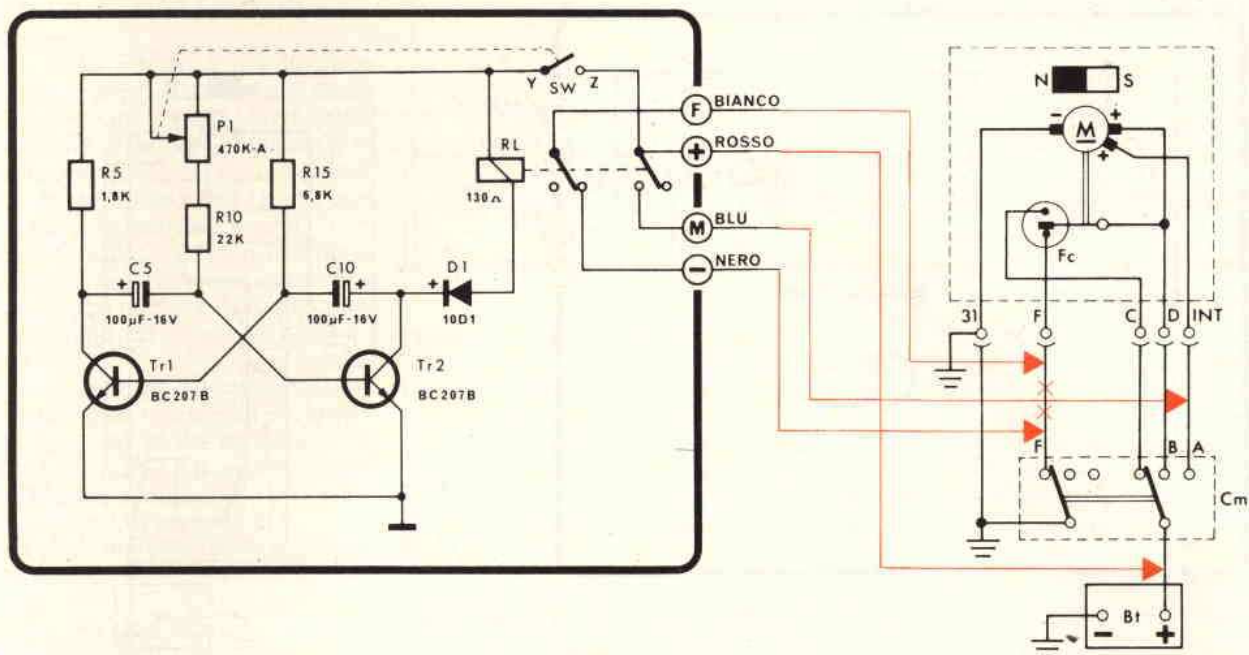 Y SW Z
P1
470K-A
R5
1,8K
R15
6,8K
R10
22K
RL
130Ω
C5
+
100µF-16V
C10
+
100µF-16V
D1
+
10D1
Tr1
BC207B
Tr2
BC207B
F BIANCO
+ ROSSO
M BLU
− NERO
N S
- M +
+
Fc
31 F C D INT
F B A
Cm
Bt
− +